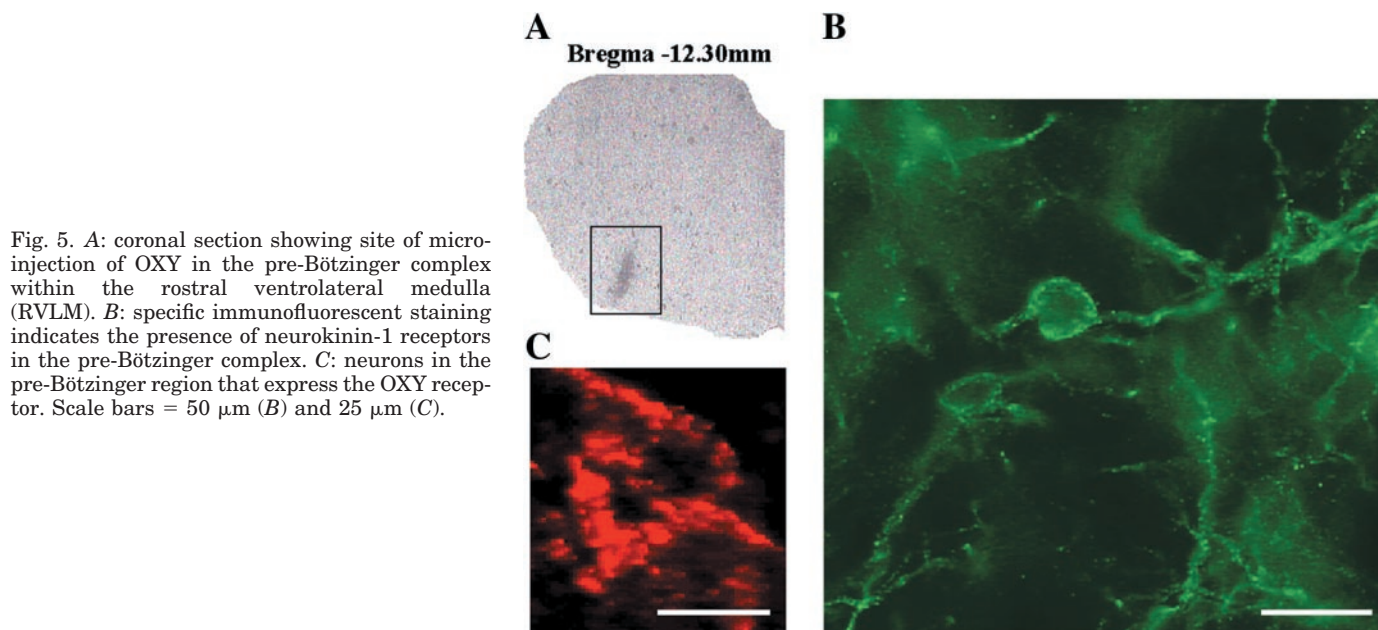 A
B
Bregma -12.30mm
C
Fig. 5. A: coronal section showing site of micro-
injection of OXY in the pre-Bötzinger complex
within the rostral ventrolateral medulla
(RVLM). B: specific immunofluorescent staining
indicates the presence of neurokinin-1 receptors
in the pre-Bötzinger complex. C: neurons in the
pre-Bötzinger region that express the OXY recep-
tor. Scale bars = 50 μm (B) and 25 μm (C).